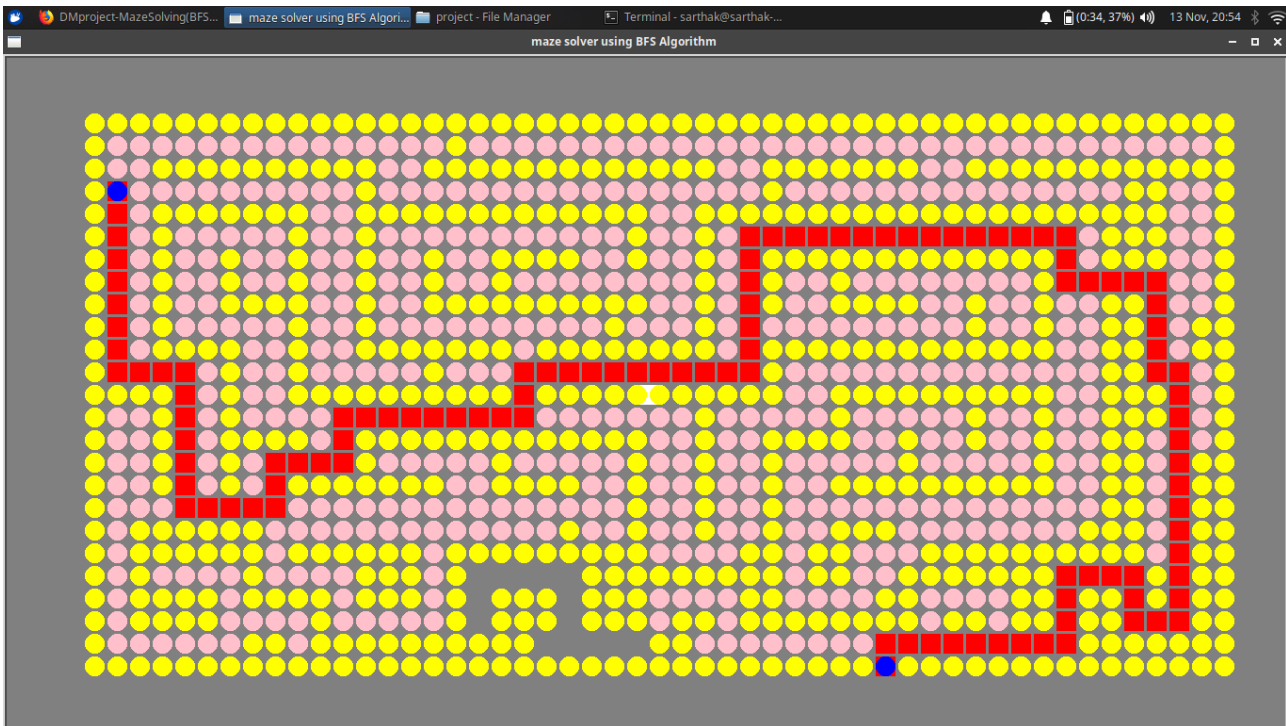 DMproject-MazeSolving(BFS... maze solver using BFS Algori... project - File Manager Terminal - sarthak@sarthak-... (0:34, 37%) 13 Nov, 20:54
maze solver using BFS Algorithm